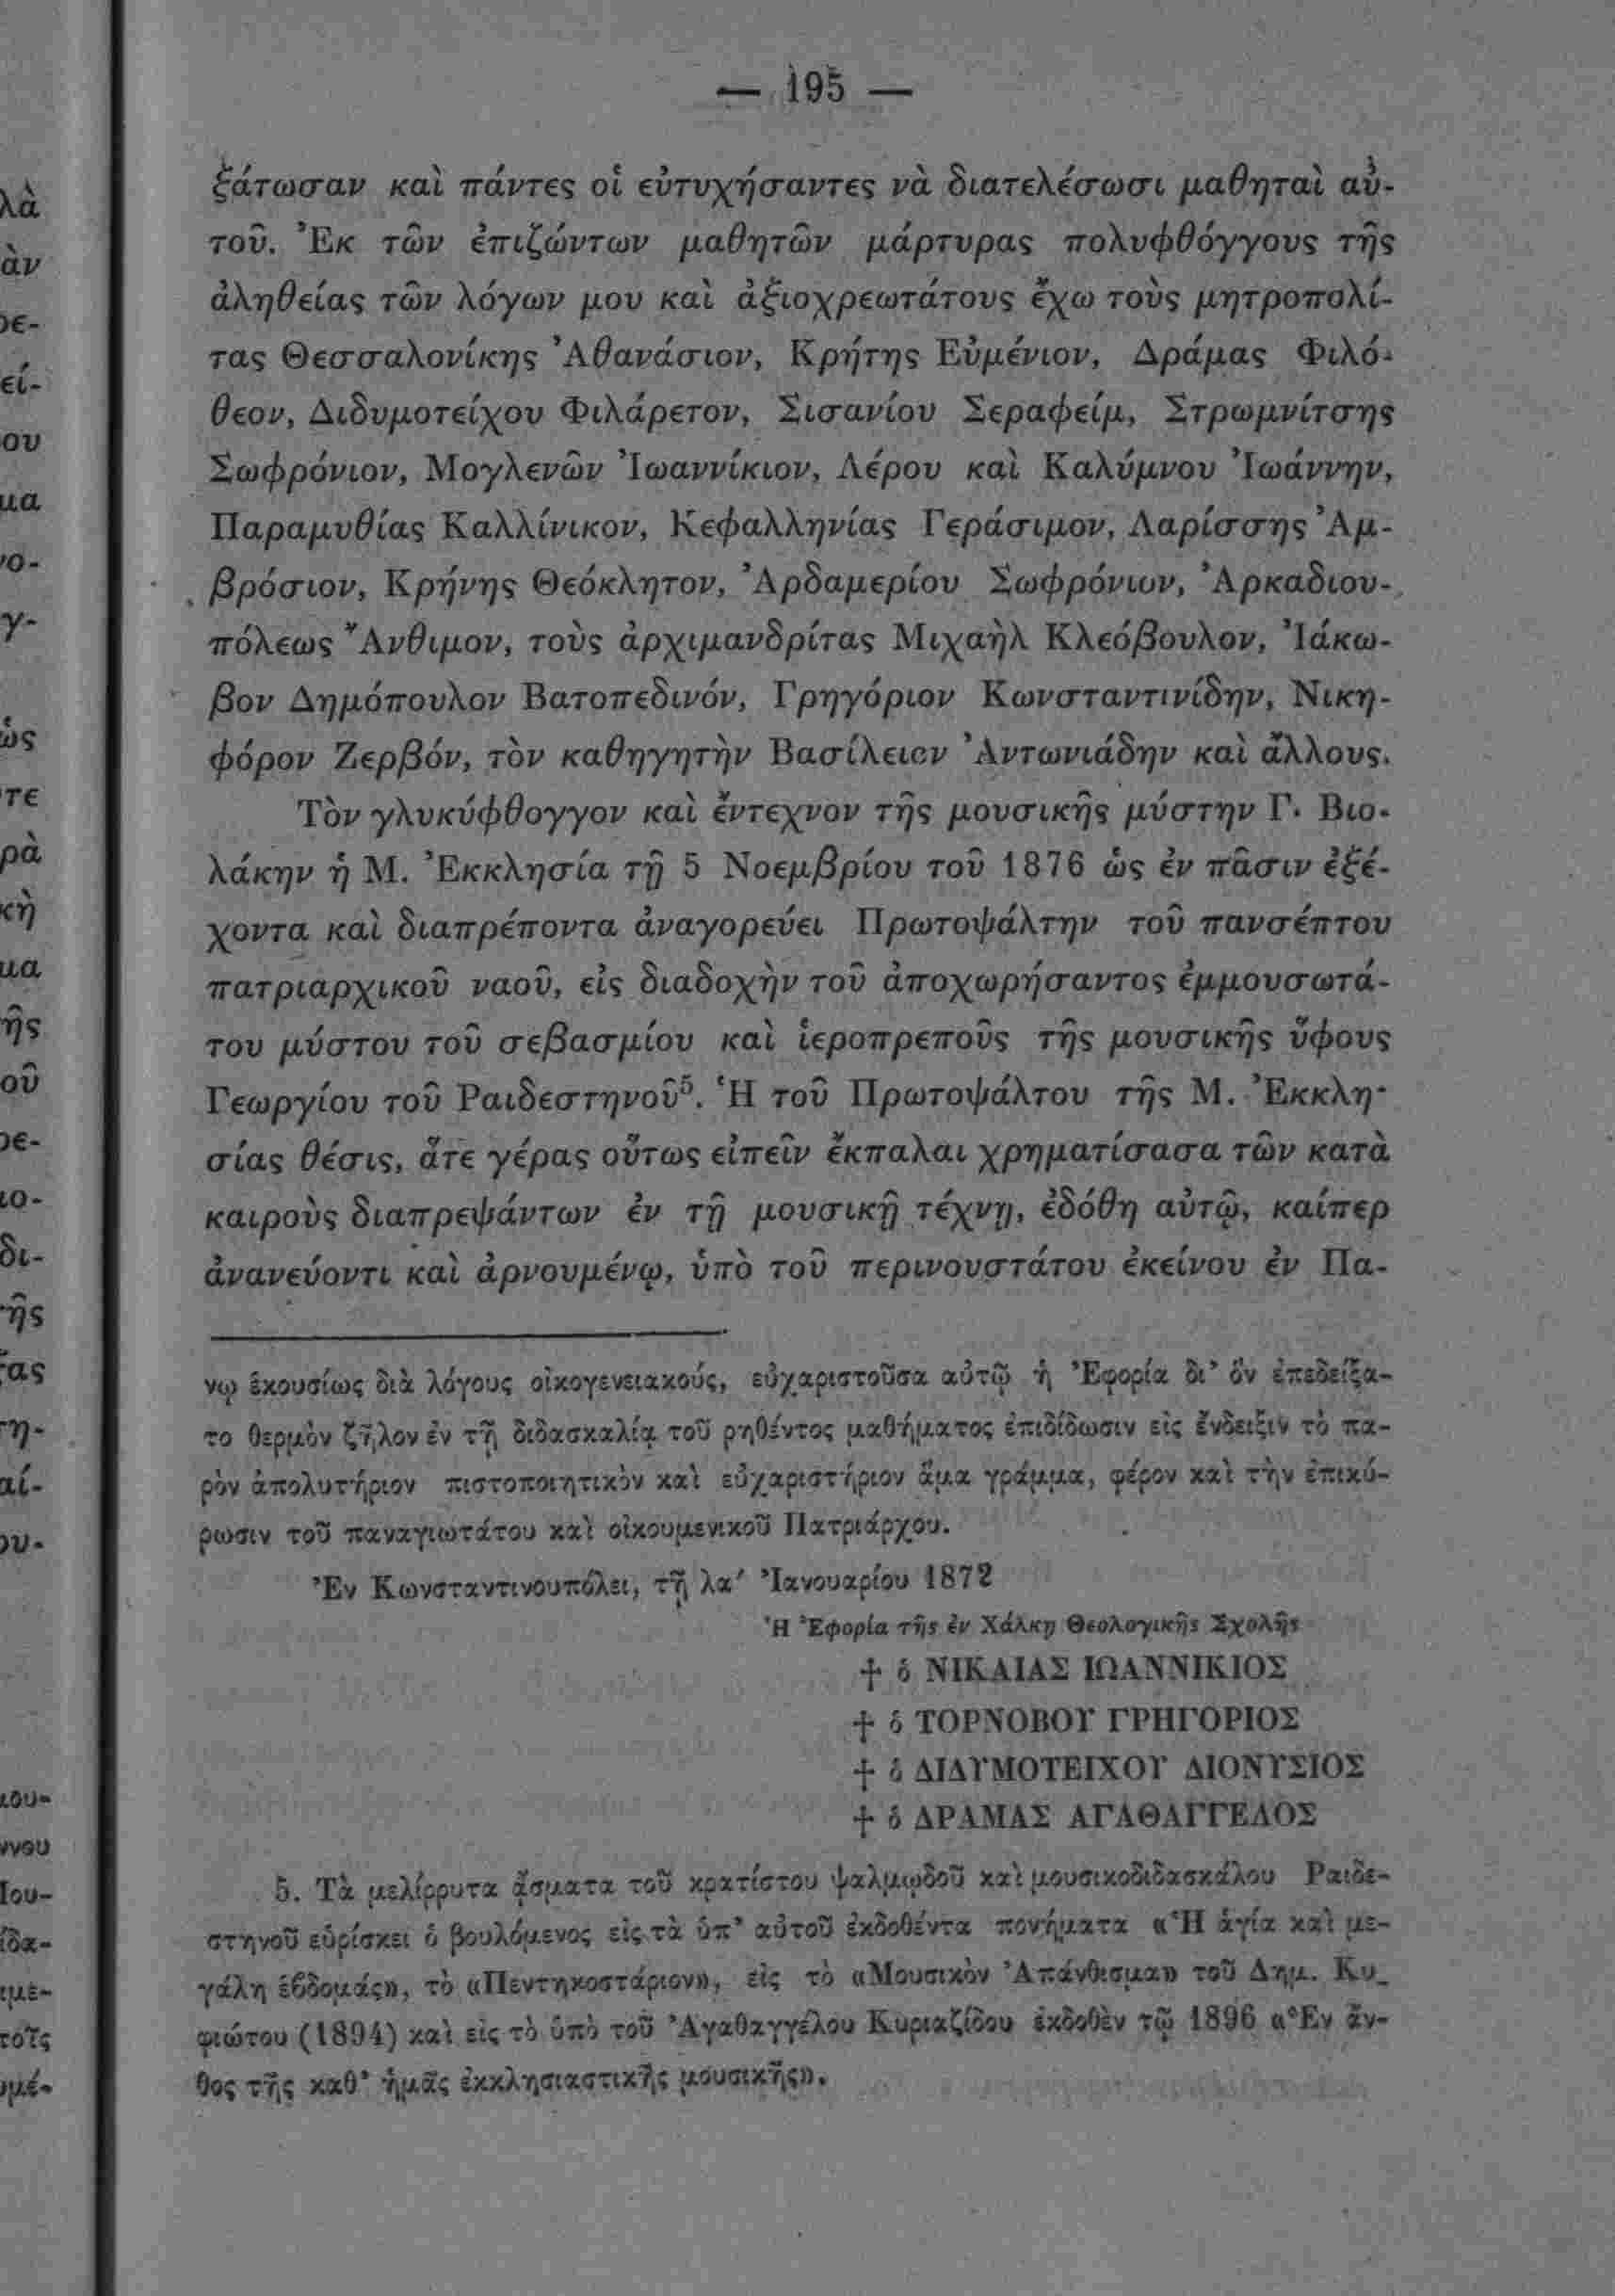 — 195 —
ξάτωσαν καὶ πάντες οἱ εὐτυχήσαντες νὰ διατελέσωσι μαθηταὶ αὐ-
τοῦ. Ἐκ τῶν ἐπιζώντων μαθητῶν μάρτυρας πολυφθόγγους τῆς
ἀληθείας τῶν λόγων μου καὶ ἀξιοχρεωτάτους ἔχω τοὺς μητροπολί-
τας Θεσσαλονίκης Ἀθανάσιον, Κρήτης Εὐμένιον, Δράμας Φιλό-
θεον, Διδυμοτείχου Φιλάρετον, Σισανίου Σεραφείμ, Στρωμνίτσης
Σωφρόνιον, Μογλενῶν Ἰωαννίκιον, Λέρου καὶ Καλύμνου Ἰωάννην,
Παραμυθίας Καλλίνικον, Κεφαλληνίας Γεράσιμον, Λαρίσσης Ἀμ-
βρόσιον, Κρήνης Θεόκλητον, Ἀρδαμερίου Σωφρόνιον, Ἀρκαδιου-
πόλεως Ἄνθιμον, τοὺς ἀρχιμανδρίτας Μιχαὴλ Κλεόβουλον, Ἰάκω-
βον Δημόπουλον Βατοπεδινόν, Γρηγόριον Κωνσταντινίδην, Νικη-
φόρον Ζερβόν, τὸν καθηγητὴν Βασίλειον Ἀντωνιάδην καὶ ἄλλους.
Τὸν γλυκύφθογγον καὶ ἔντεχνον τῆς μουσικῆς μύστην Γ. Βιο-
λάκην ἡ Μ. Ἐκκλησία τῇ 5 Νοεμβρίου τοῦ 1876 ὡς ἐν πᾶσιν ἐξέ-
χοντα καὶ διαπρέποντα ἀναγορεύει Πρωτοψάλτην τοῦ πανσέπτου
πατριαρχικοῦ ναοῦ, εἰς διαδοχὴν τοῦ ἀποχωρήσαντος ἐμμουσωτά-
του μύστου τοῦ σεβασμίου καὶ ἱεροπρεποῦς τῆς μουσικῆς ὕφους
Γεωργίου τοῦ Ραιδεστηνοῦ⁵. Ἡ τοῦ Πρωτοψάλτου τῆς Μ. Ἐκκλη-
σίας θέσις, ἅτε γέρας οὕτως εἰπεῖν ἔκπαλαι χρηματίσασα τῶν κατὰ
καιροὺς διαπρεψάντων ἐν τῇ μουσικῇ τέχνῃ, ἐδόθη αὐτῷ, καίπερ
ἀνανεύοντι καὶ ἀρνουμένῳ, ὑπὸ τοῦ περινουστάτου ἐκείνου ἐν Πα-
νῳ ἑκουσίως διὰ λόγους οἰκογενειακούς, εὐχαριστοῦσα αὐτῷ ἡ Ἐφορία δι' ὃν ἐπεδείξα-
το θερμὸν ζῆλον ἐν τῇ διδασκαλίᾳ τοῦ ρηθέντος μαθήματος ἐπιδίδωσιν εἰς ἔνδειξιν τὸ πα-
ρὸν ἀπολυτήριον πιστοποιητικὸν καὶ εὐχαριστήριον ἅμα γράμμα, φέρον καὶ τὴν ἐπικύ-
ρωσιν τοῦ παναγιωτάτου καὶ οἰκουμενικοῦ Πατριάρχου.
Ἐν Κωνσταντινουπόλει, τῇ λα' Ἰανουαρίου 1872
Ἡ Ἐφορία τῆς ἐν Χάλκῃ Θεολογικῆς Σχολῆς
† ὁ ΝΙΚΑΙΑΣ ΙΩΑΝΝΙΚΙΟΣ
† ὁ ΤΟΡΝΟΒΟΥ ΓΡΗΓΟΡΙΟΣ
† ὁ ΔΙΔΥΜΟΤΕΙΧΟΥ ΔΙΟΝΥΣΙΟΣ
† ὁ ΔΡΑΜΑΣ ΑΓΑΘΑΓΓΕΛΟΣ
5. Τὰ μελίρρυτα ᾄσματα τοῦ κρατίστου ψαλμῳδοῦ καὶ μουσικοδιδασκάλου Ραιδε-
στηνοῦ εὑρίσκει ὁ βουλόμενος εἰς τὰ ὑπ' αὐτοῦ ἐκδοθέντα πονήματα «Ἡ ἁγία καὶ με-
γάλη ἑβδομάς», τὸ «Πεντηκοστάριον», εἰς τὸ «Μουσικὸν Ἀπάνθισμα» τοῦ Δημ. Κυ-
φιώτου (1894) καὶ εἰς τὸ ὑπὸ τοῦ Ἀγαθαγγέλου Κυριαζίδου ἐκδοθὲν τῷ 1896 «Ἓν ἄν-
θος τῆς καθ' ἡμᾶς ἐκκλησιαστικῆς μουσικῆς».